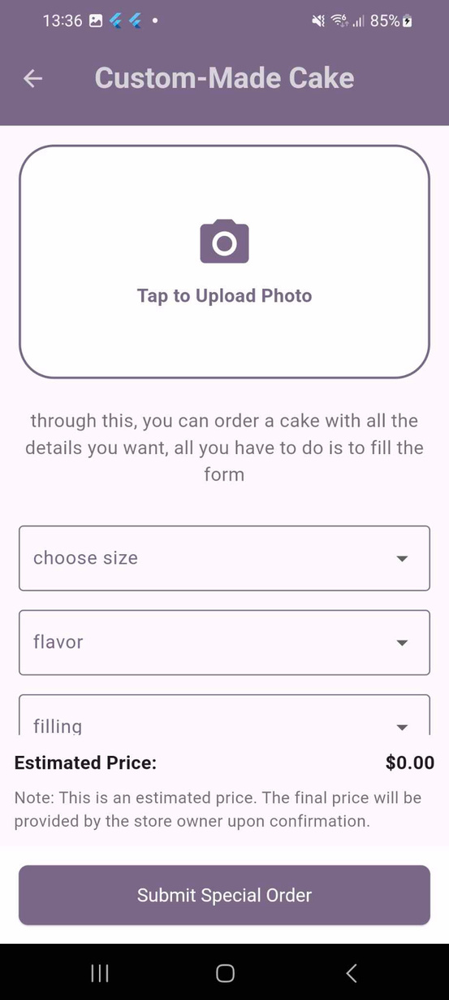 13:36
85%
Custom-Made Cake
Tap to Upload Photo
through this, you can order a cake with all the
details you want, all you have to do is to fill the
form
choose size
flavor
filling
Estimated Price: $0.00
Note: This is an estimated price. The final price will be
provided by the store owner upon confirmation.
Submit Special Order